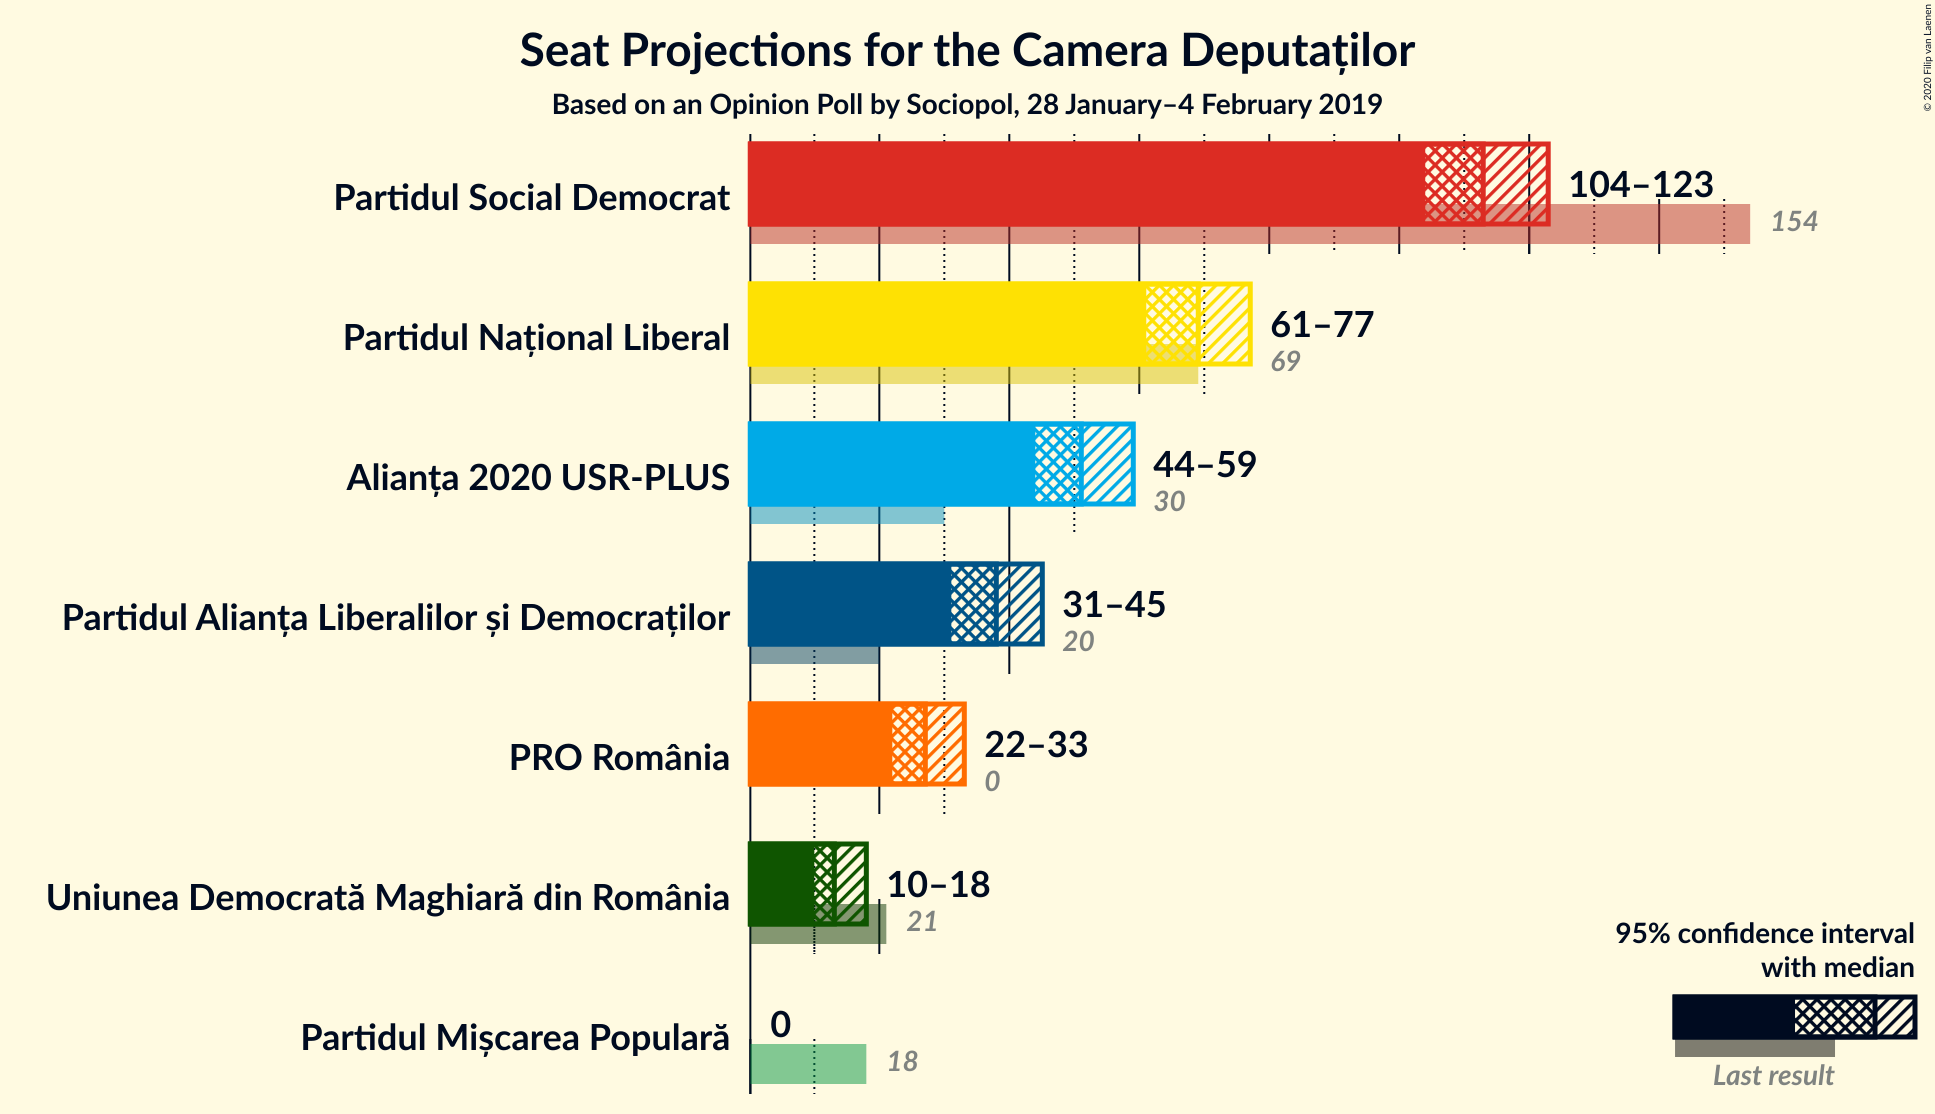 Seat Projections for the Camera Deputaților
Based on an Opinion Poll by Sociopol, 28 January–4 February 2019
© 2020 Filip van Laenen
Partidul Social Democrat
104–123
154
Partidul Național Liberal
61–77
69
Alianța 2020 USR-PLUS
44–59
30
Partidul Alianța Liberalilor și Democraților
31–45
20
PRO România
22–33
0
Uniunea Democrată Maghiară din România
10–18
21
Partidul Mișcarea Populară
0
18
95% confidence interval
with median
Last result